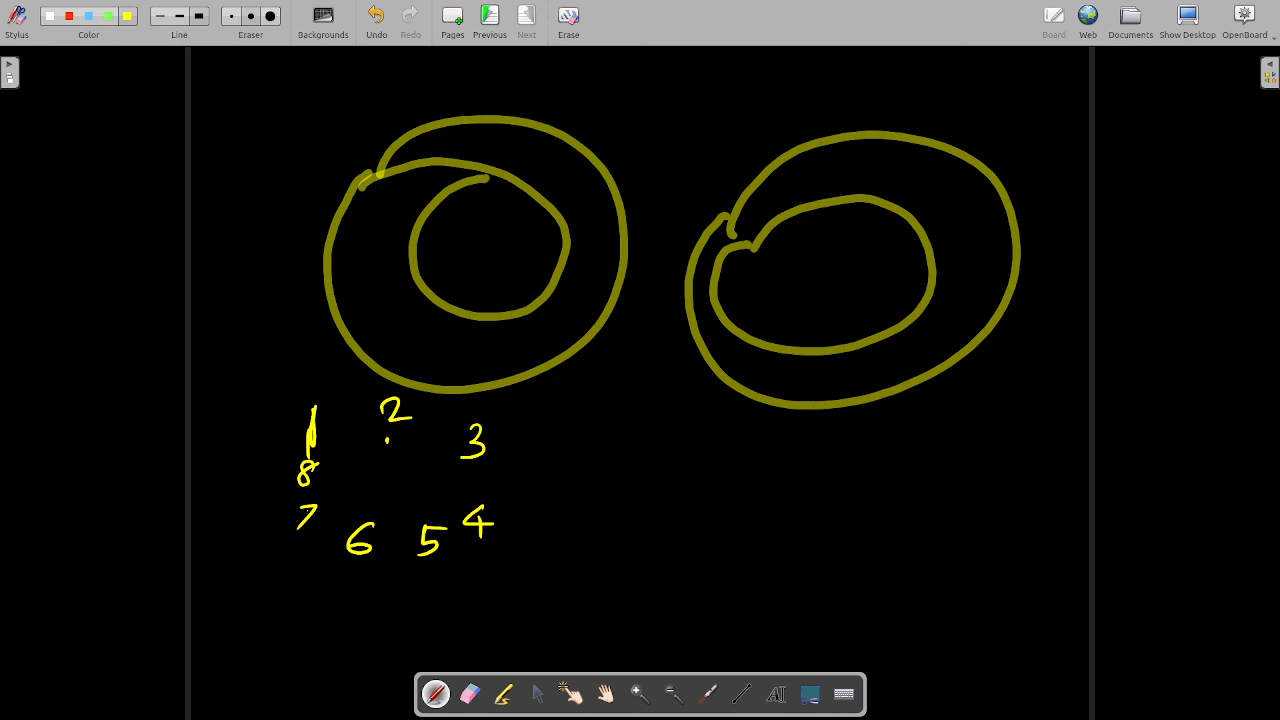 Stylus Color Line Eraser Backgrounds Undo Redo Pages Previous Next Erase Board Web Documents Show Desktop OpenBoard
1 2 3
8
7 6 5 4